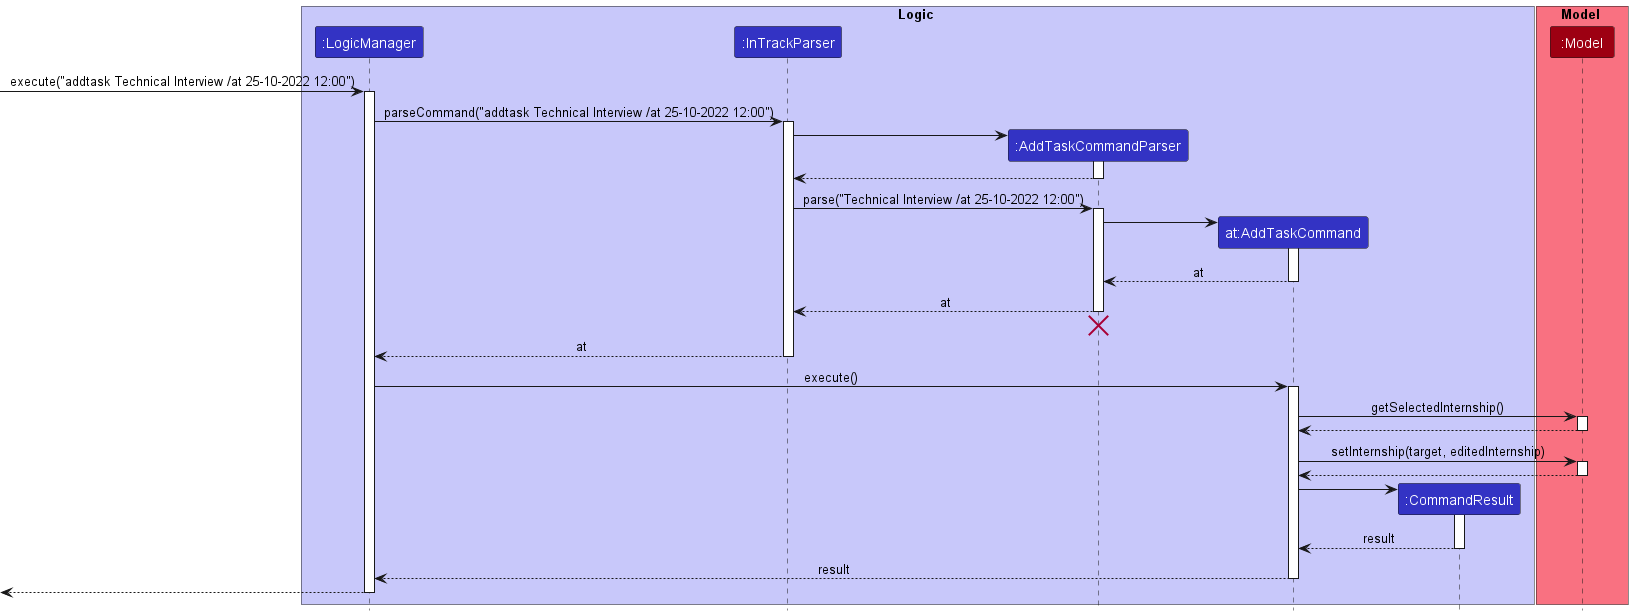 Logic
Model
:LogicManager
:InTrackParser
:Model
execute("addtask Technical Interview /at 25-10-2022 12:00")
parseCommand("addtask Technical Interview /at 25-10-2022 12:00")
:AddTaskCommandParser
parse("Technical Interview /at 25-10-2022 12:00")
at:AddTaskCommand
at
at
at
execute()
getSelectedInternship()
setInternship(target, editedInternship)
:CommandResult
result
result